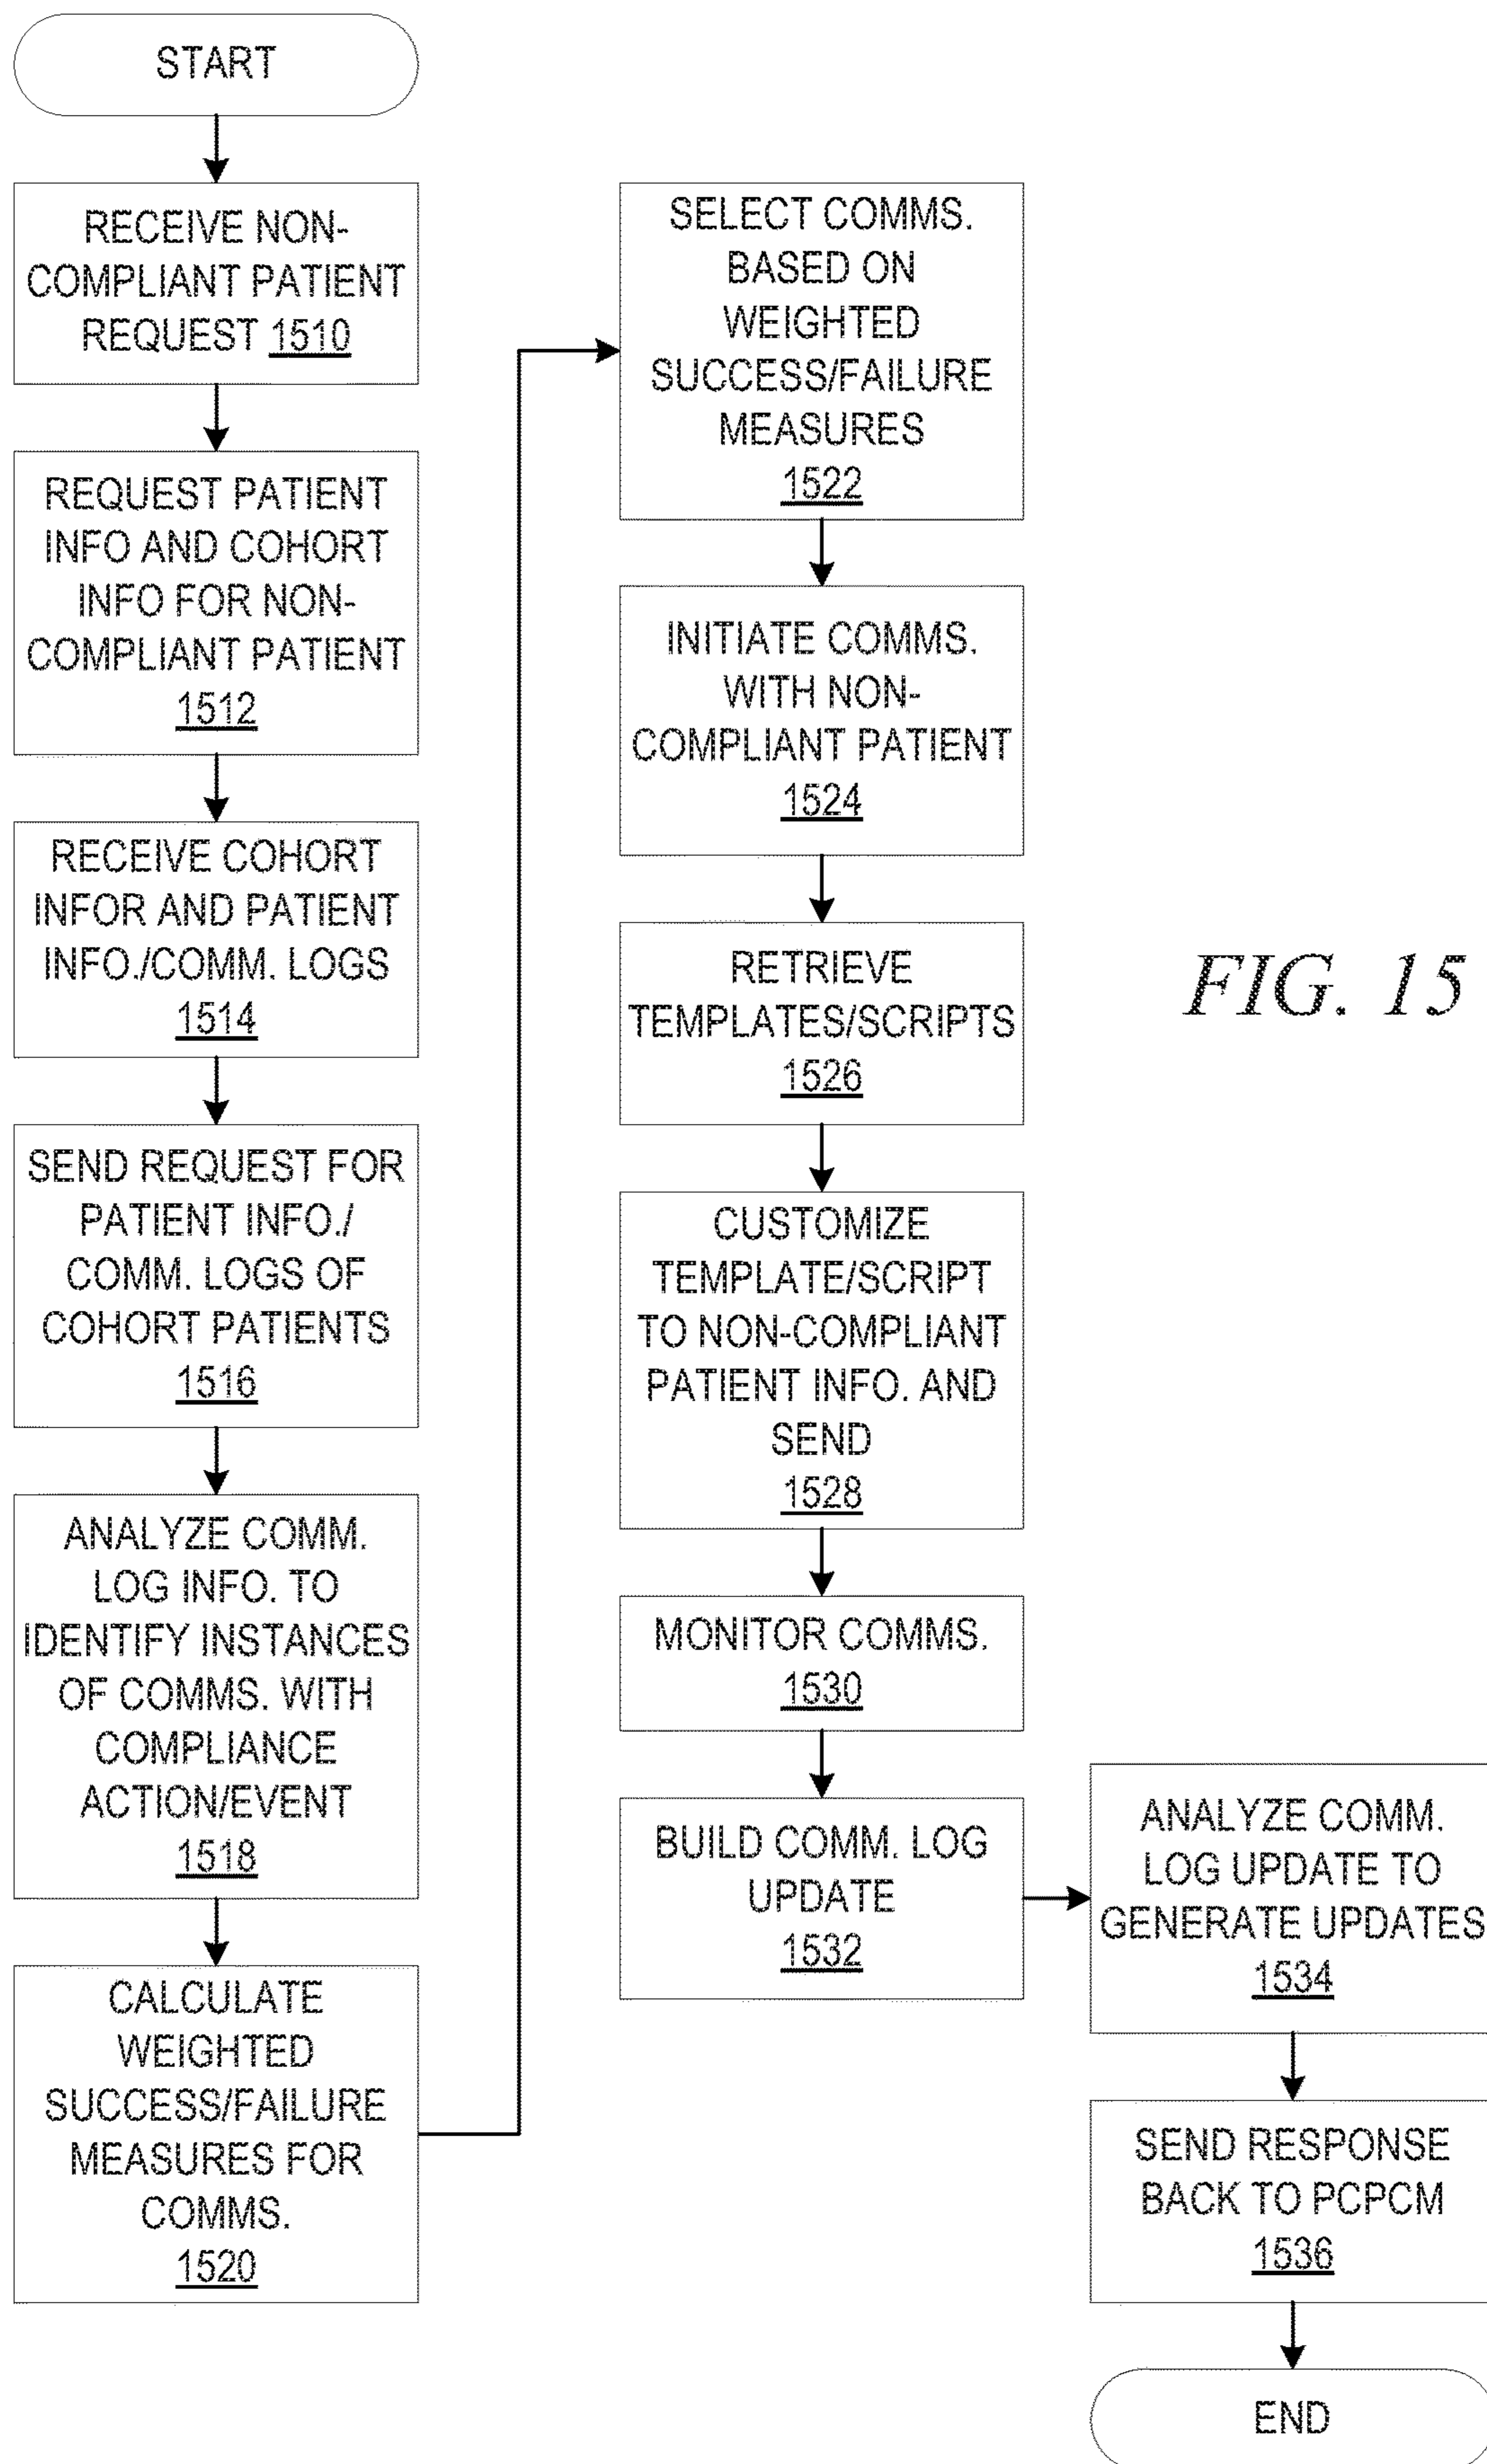 START
RECEIVE NON-
COMPLIANT PATIENT
REQUEST 1510
REQUEST PATIENT
INFO AND COHORT
INFO FOR NON-
COMPLIANT PATIENT
1512
RECEIVE COHORT
INFOR AND PATIENT
INFO./COMM. LOGS
1514
SEND REQUEST FOR
PATIENT INFO./
COMM. LOGS OF
COHORT PATIENTS
1516
ANALYZE COMM.
LOG INFO. TO
IDENTIFY INSTANCES
OF COMMS. WITH
COMPLIANCE
ACTION/EVENT
1518
CALCULATE
WEIGHTED
SUCCESS/FAILURE
MEASURES FOR
COMMS.
1520
SELECT COMMS.
BASED ON
WEIGHTED
SUCCESS/FAILURE
MEASURES
1522
INITIATE COMMS.
WITH NON-
COMPLIANT PATIENT
1524
RETRIEVE
TEMPLATES/SCRIPTS
1526
CUSTOMIZE
TEMPLATE/SCRIPT
TO NON-COMPLIANT
PATIENT INFO. AND
SEND
1528
MONITOR COMMS.
1530
BUILD COMM. LOG
UPDATE
1532
ANALYZE COMM.
LOG UPDATE TO
GENERATE UPDATES
1534
SEND RESPONSE
BACK TO PCPCM
1536
END
FIG. 15